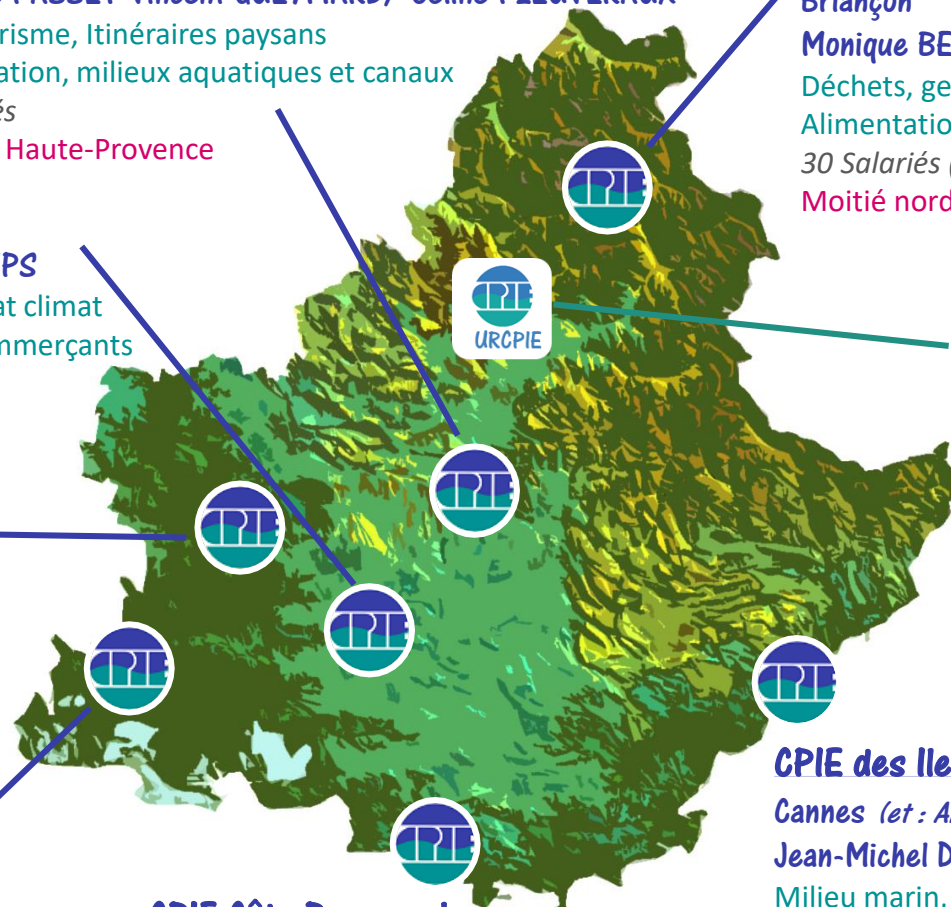 risme, Itinéraires paysans
ation, milieux aquatiques et canaux
és
Haute-Provence
PS
at climat
mmerçants
Briançon
Monique BE
Déchets, ge
Alimentatio
30 Salariés (
Moitié nord
CPIE
URCPIE
CPIE
CPIE
CPIE
CPIE
CPIE
CPIE
CPIE des Ile
Cannes (et : A
Jean-Michel D
Milieu marin.